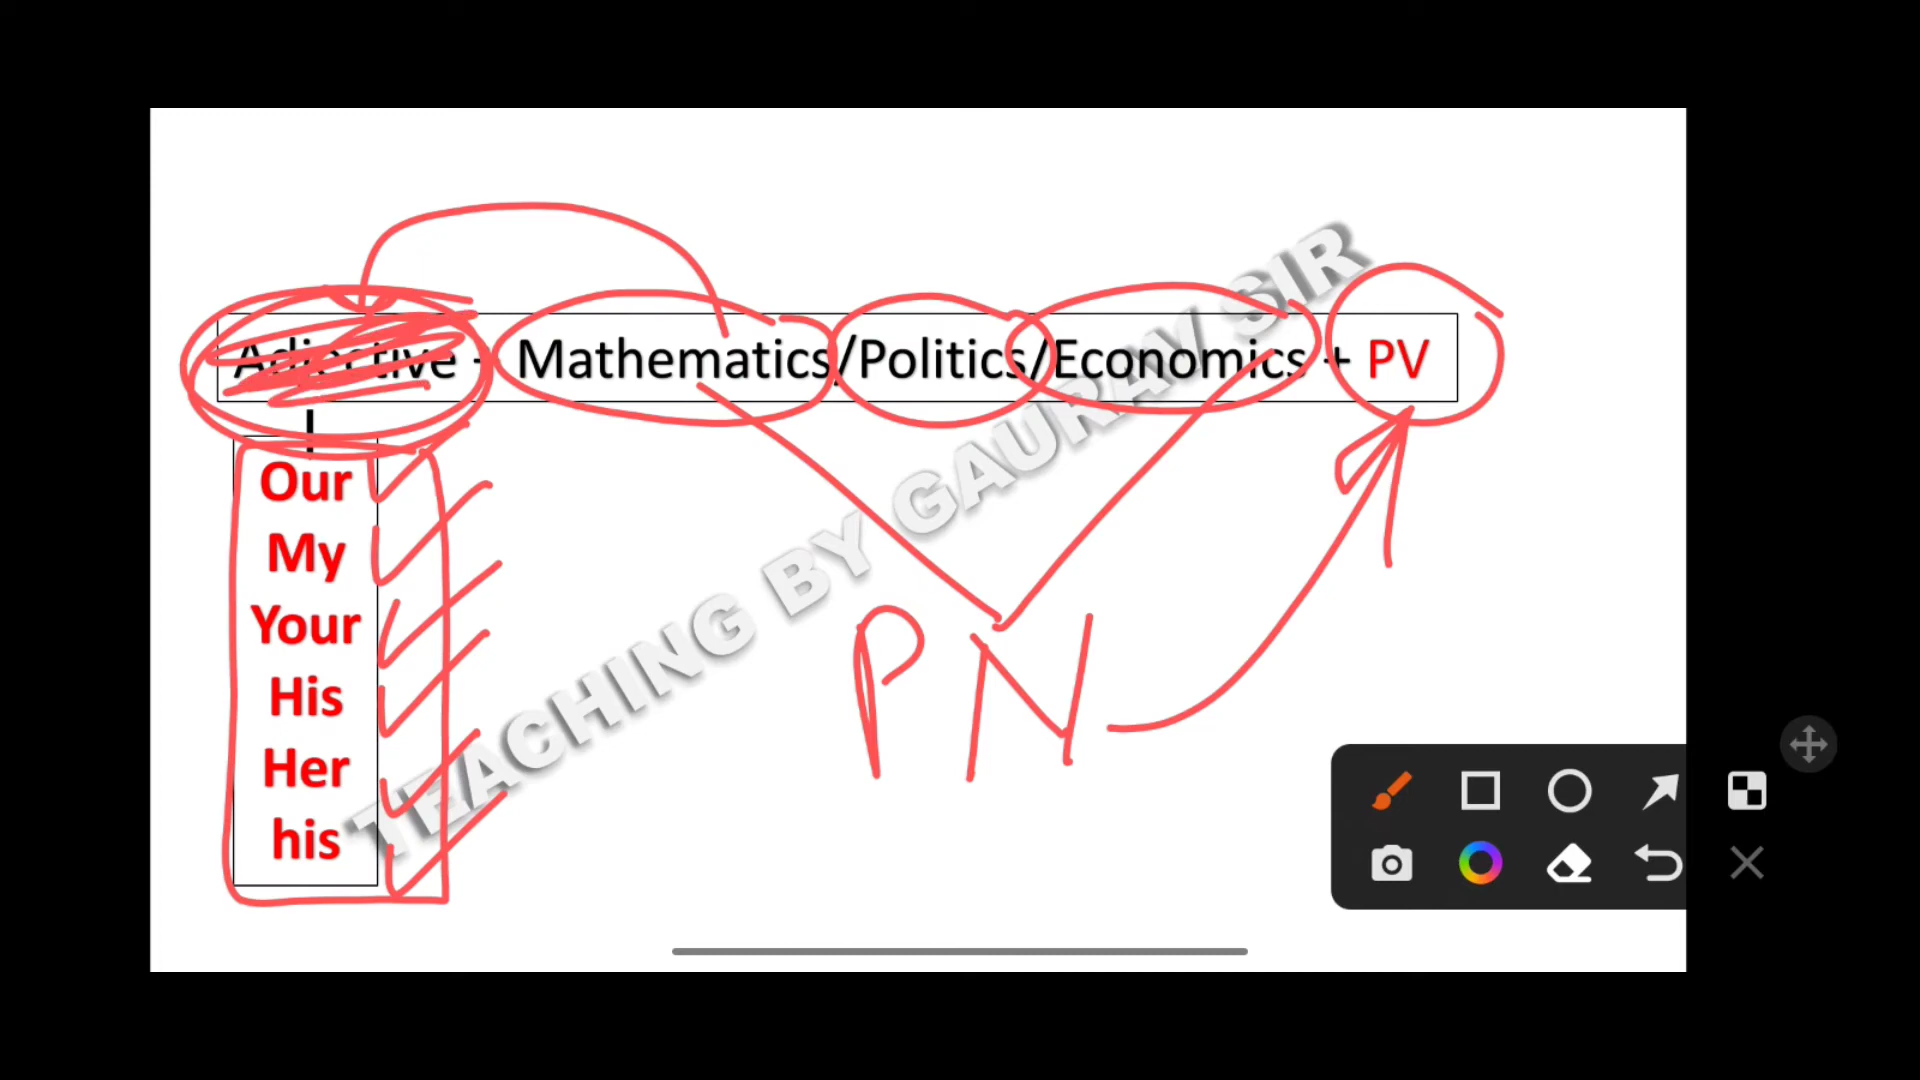 Adjective + Mathematics/Politics/Economics + PV
Our
My
Your
His
Her
his
PN
TEACHING BY GAURAV SIR